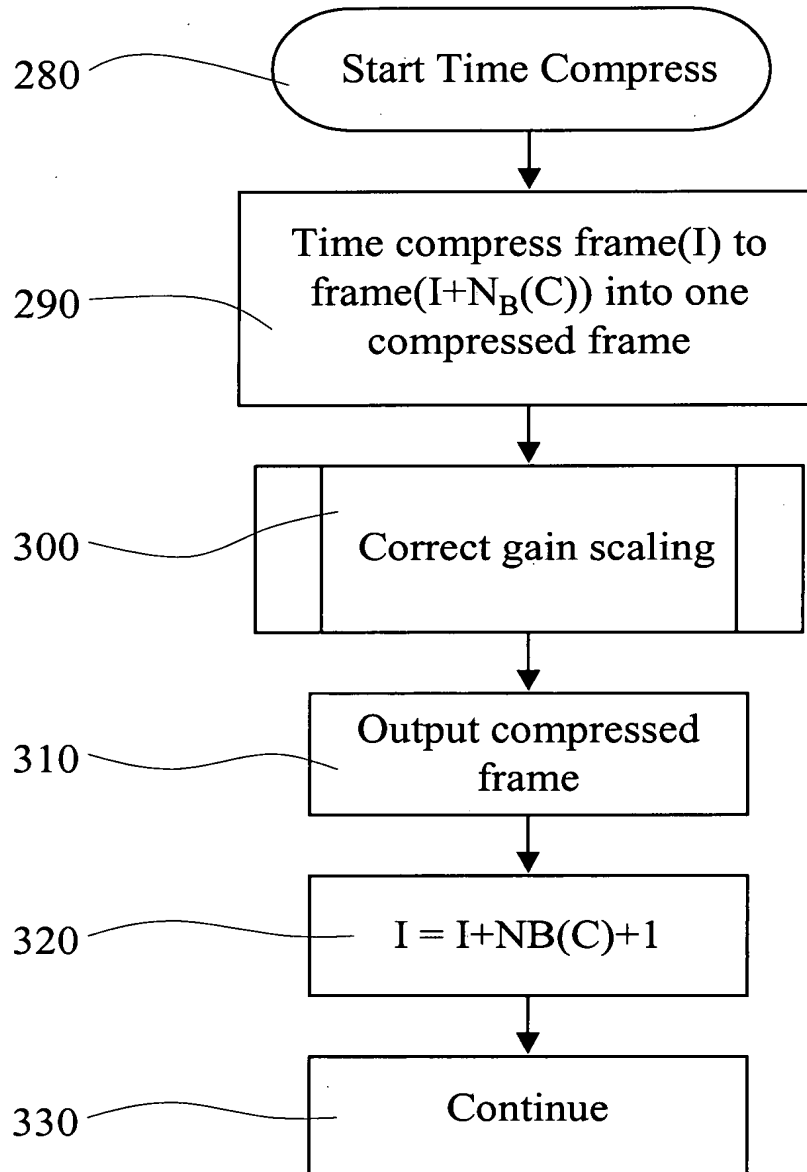 280
Start Time Compress
Time compress frame(I) to
290
frame(I+N_B(C)) into one
compressed frame
300
Correct gain scaling
310
Output compressed
frame
320
I = I+NB(C)+1
330
Continue